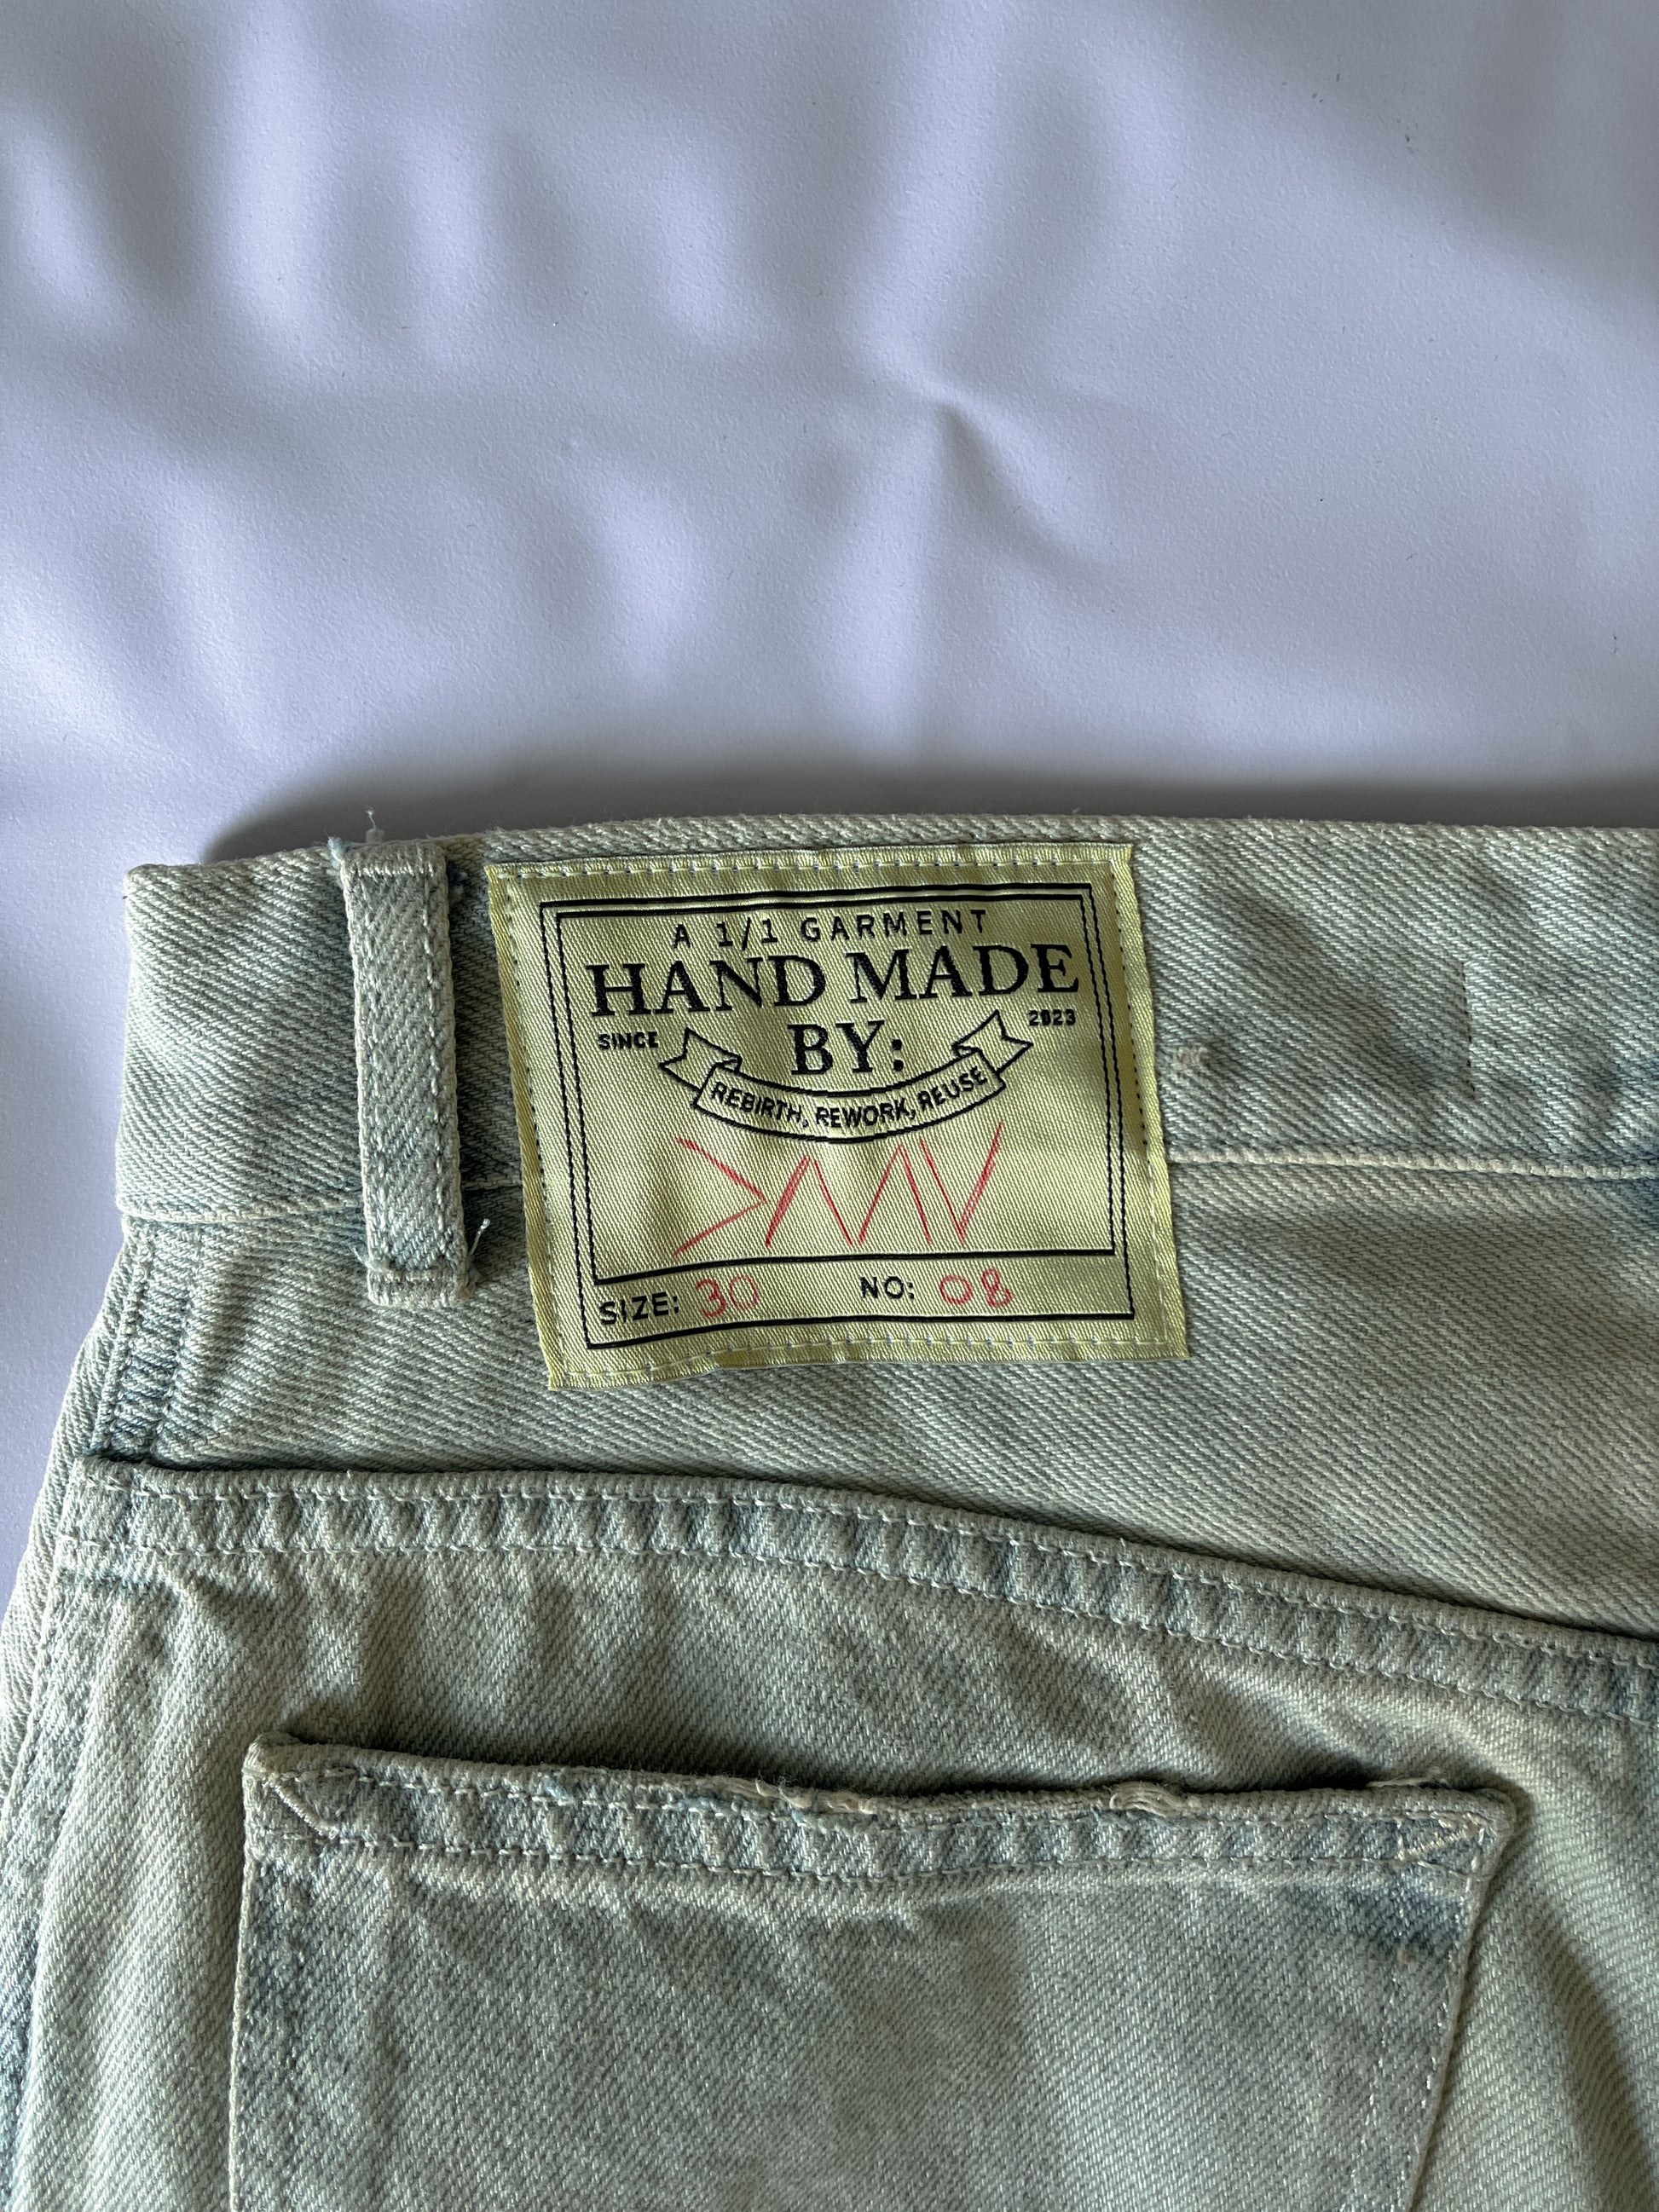 A 1/1 GARMENT
HAND MADE
SINCE BY: 2023
REBIRTH, REWORK, REUSE
SIZE: 30 NO: 08